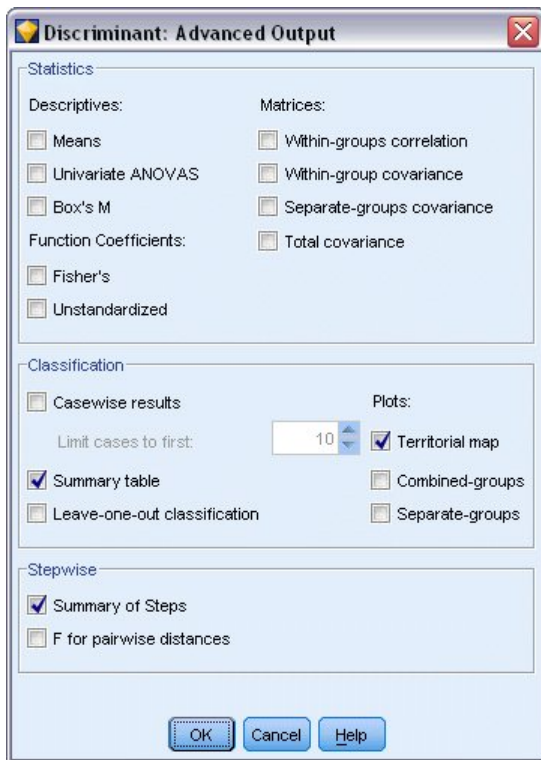 Discriminant: Advanced Output
Statistics
Descriptives:
Means
Univariate ANOVAS
Box's M
Function Coefficients:
Fisher's
Unstandardized
Matrices:
Within-groups correlation
Within-group covariance
Separate-groups covariance
Total covariance
Classification
Casewise results
Limit cases to first: 10
Summary table
Leave-one-out classification
Plots:
Territorial map
Combined-groups
Separate-groups
Stepwise
Summary of Steps
F for pairwise distances
OK Cancel Help